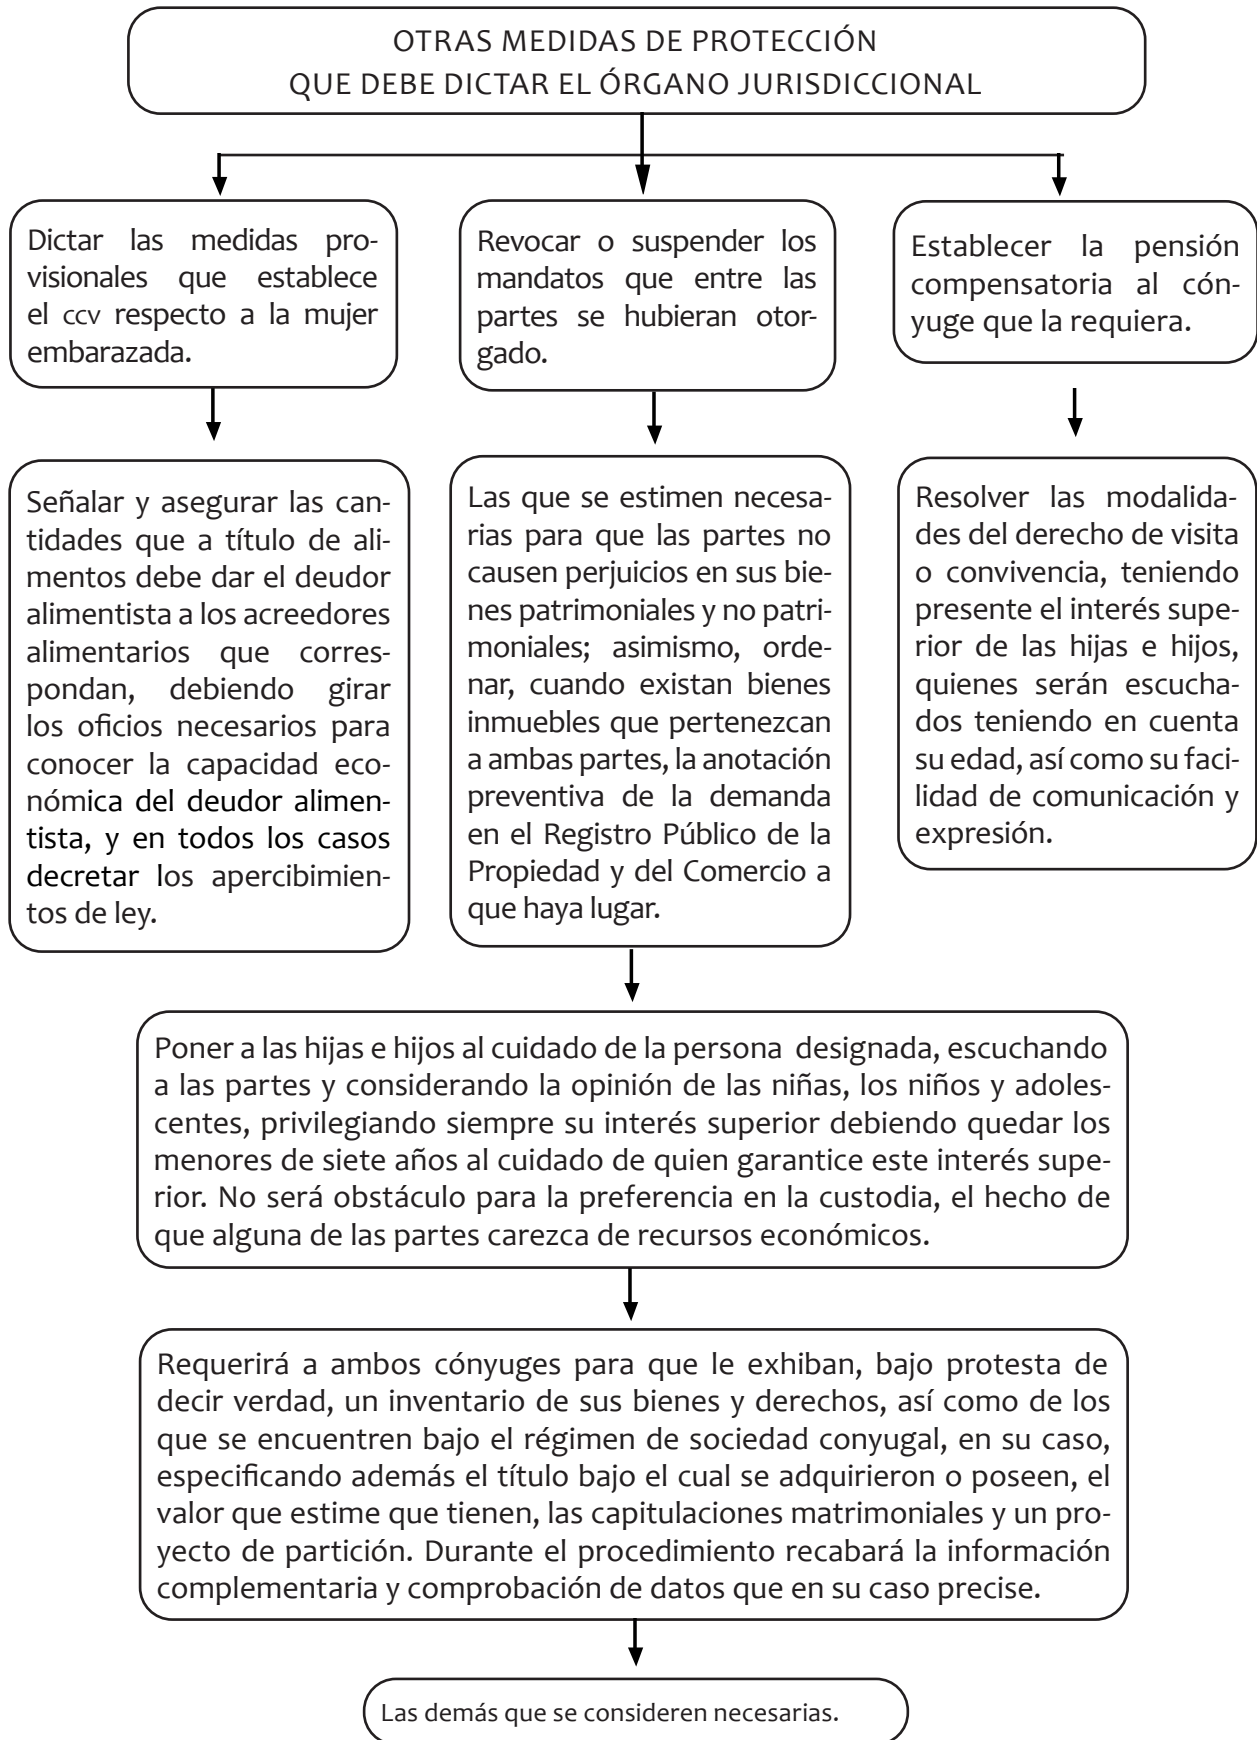 OTRAS MEDIDAS DE PROTECCIÓN
QUE DEBE DICTAR EL ÓRGANO JURISDICCIONAL
Dictar las medidas pro-
visionales que establece
el ccv respecto a la mujer
embarazada.
Revocar o suspender los
mandatos que entre las
partes se hubieran otor-
gado.
Establecer la pensión
compensatoria al cón-
yuge que la requiera.
Señalar y asegurar las can-
tidades que a título de ali-
mentos debe dar el deudor
alimentista a los acreedores
alimentarios que corres-
pondan, debiendo girar
los oficios necesarios para
conocer la capacidad eco-
nómica del deudor alimen-
tista, y en todos los casos
decretar los apercibimien-
tos de ley.
Las que se estimen necesa-
rias para que las partes no
causen perjuicios en sus bie-
nes patrimoniales y no patri-
moniales; asimismo, orde-
nar, cuando existan bienes
inmuebles que pertenezcan
a ambas partes, la anotación
preventiva de la demanda
en el Registro Público de la
Propiedad y del Comercio a
que haya lugar.
Resolver las modalida-
des del derecho de visita
o convivencia, teniendo
presente el interés supe-
rior de las hijas e hijos,
quienes serán escucha-
dos teniendo en cuenta
su edad, así como su faci-
lidad de comunicación y
expresión.
Poner a las hijas e hijos al cuidado de la persona designada, escuchando
a las partes y considerando la opinión de las niñas, los niños y adoles-
centes, privilegiando siempre su interés superior debiendo quedar los
menores de siete años al cuidado de quien garantice este interés supe-
rior. No será obstáculo para la preferencia en la custodia, el hecho de
que alguna de las partes carezca de recursos económicos.
Requerirá a ambos cónyuges para que le exhiban, bajo protesta de
decir verdad, un inventario de sus bienes y derechos, así como de los
que se encuentren bajo el régimen de sociedad conyugal, en su caso,
especificando además el título bajo el cual se adquirieron o poseen, el
valor que estime que tienen, las capitulaciones matrimoniales y un pro-
yecto de partición. Durante el procedimiento recabará la información
complementaria y comprobación de datos que en su caso precise.
Las demás que se consideren necesarias.